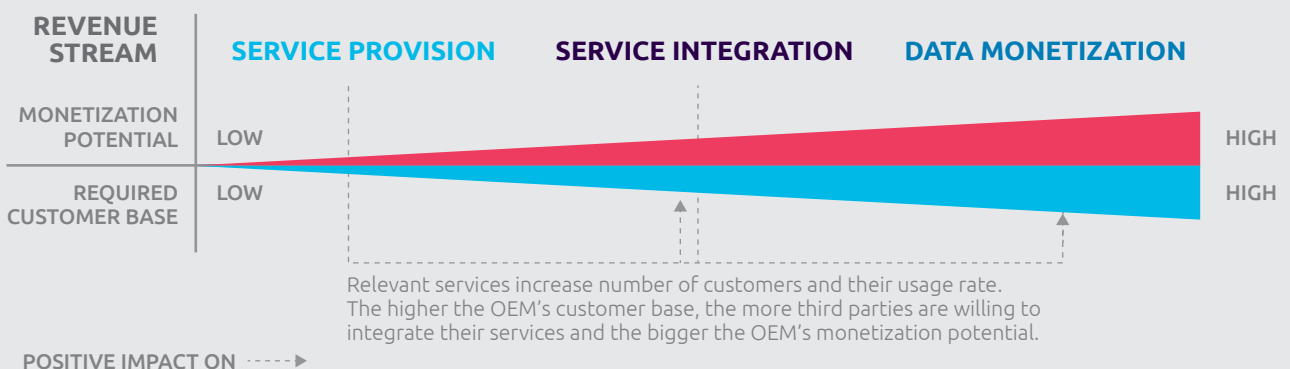 REVENUE
STREAM
SERVICE PROVISION
SERVICE INTEGRATION
DATA MONETIZATION
MONETIZATION
POTENTIAL
LOW
HIGH
REQUIRED
CUSTOMER BASE
LOW
HIGH
Relevant services increase number of customers and their usage rate.
The higher the OEM’s customer base, the more third parties are willing to
integrate their services and the bigger the OEM’s monetization potential.
POSITIVE IMPACT ON